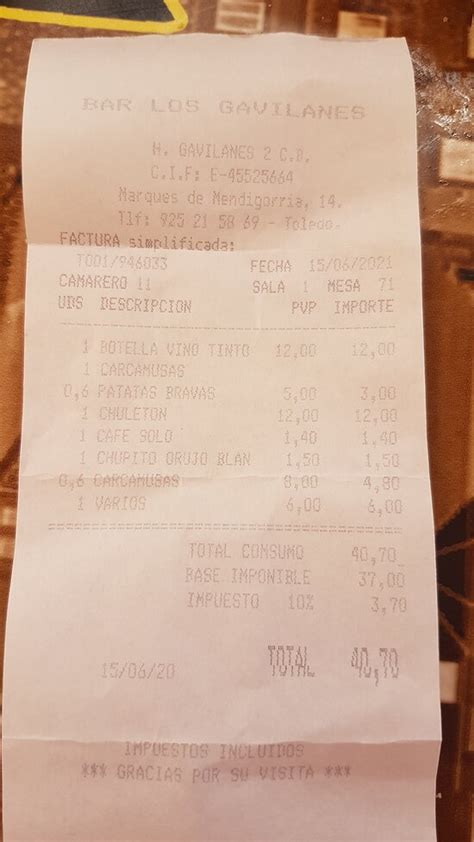 BAR LOS GAVILANES
H. GAVILANES 2 C.B.
C.I.F: E-45525664
Marques de Mendigorria, 14.
Tlf: 925 21 58 69 - Toledo.
FACTURA simplificada:
T001/946033 FECHA 15/06/2021
CAMARERO 11 SALA 1 MESA 71
UDS DESCRIPCION PVP IMPORTE
1 BOTELLA VINO TINTO 12,00 12,00
1 CARCAMUSAS
0,6 PATATAS BRAVAS 5,00 3,00
1 CHULETON 12,00 12,00
1 CAFE SOLO 1,40 1,40
1 CHUPITO ORUJO BLAN 1,50 1,50
0,6 CARCAMUSAS 8,00 4,80
1 VARIOS 6,00 6,00
TOTAL CONSUMO 40,70
BASE IMPONIBLE 37,00
IMPUESTO 10% 3,70
15/06/20 TOTAL 40,70
IMPUESTOS INCLUIDOS
*** GRACIAS POR SU VISITA ***